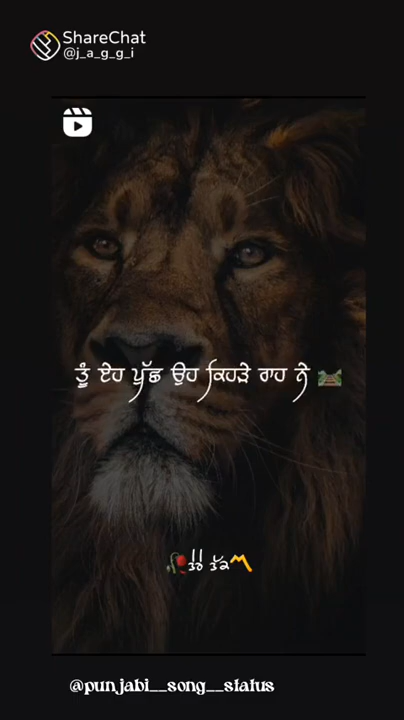 ShareChat
@j_a_g_g_i
ਤੂੰ ਏਹ ਪੁੱਛ ਉਹ ਕਿਹੜੇ ਰਾਹ ਨੇ
ਤੇਰੇ ਤੱਕ
@punjabi__song__status